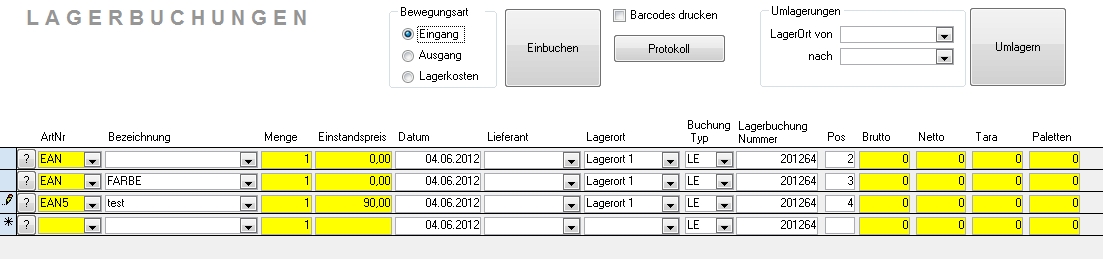 LAGERBUCHUNGEN
Bewegungsart
Eingang
Ausgang
Lagerkosten
Einbuchen
Barcodes drucken
Protokoll
Umlagerungen
LagerOrt von
nach
Umlagern
ArtNr Bezeichnung Menge Einstandspreis Datum Lieferant Lagerort Buchung Typ Lagerbuchung Nummer Pos Brutto Netto Tara Paletten
? EAN 1 0,00 04.06.2012 Lagerort 1 LE 201264 2 0 0 0 0
? EAN FARBE 1 0,00 04.06.2012 Lagerort 1 LE 201264 3 0 0 0 0
? EAN5 test 1 90,00 04.06.2012 Lagerort 1 LE 201264 4 0 0 0 0
* ? 1 04.06.2012 LE 201264 0 0 0 0